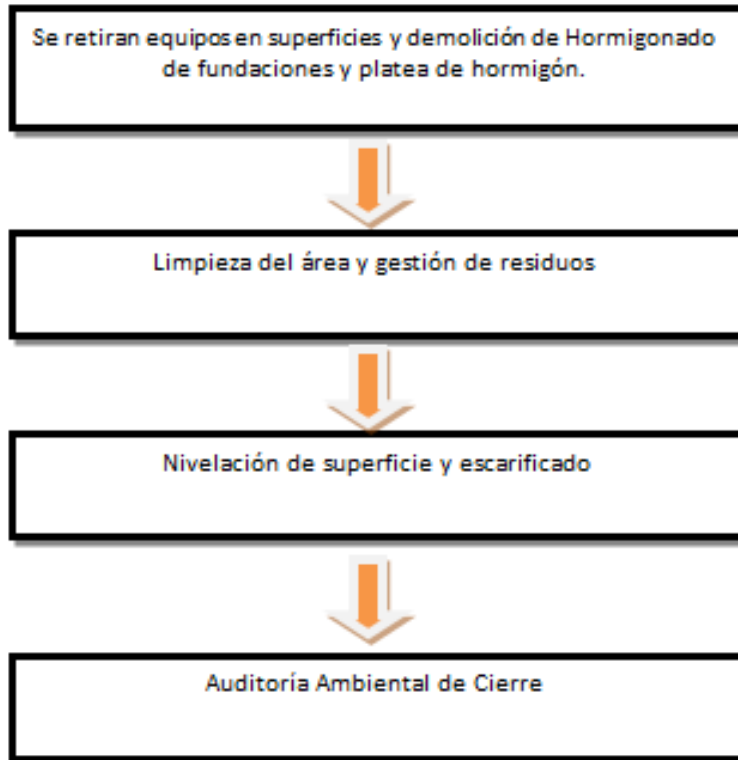 Se retiran equipos en superficies y demolición de Hormigonado
de fundaciones y platea de hormigón.
Limpieza del área y gestión de residuos
Nivelación de superficie y escarificado
Auditoría Ambiental de Cierre